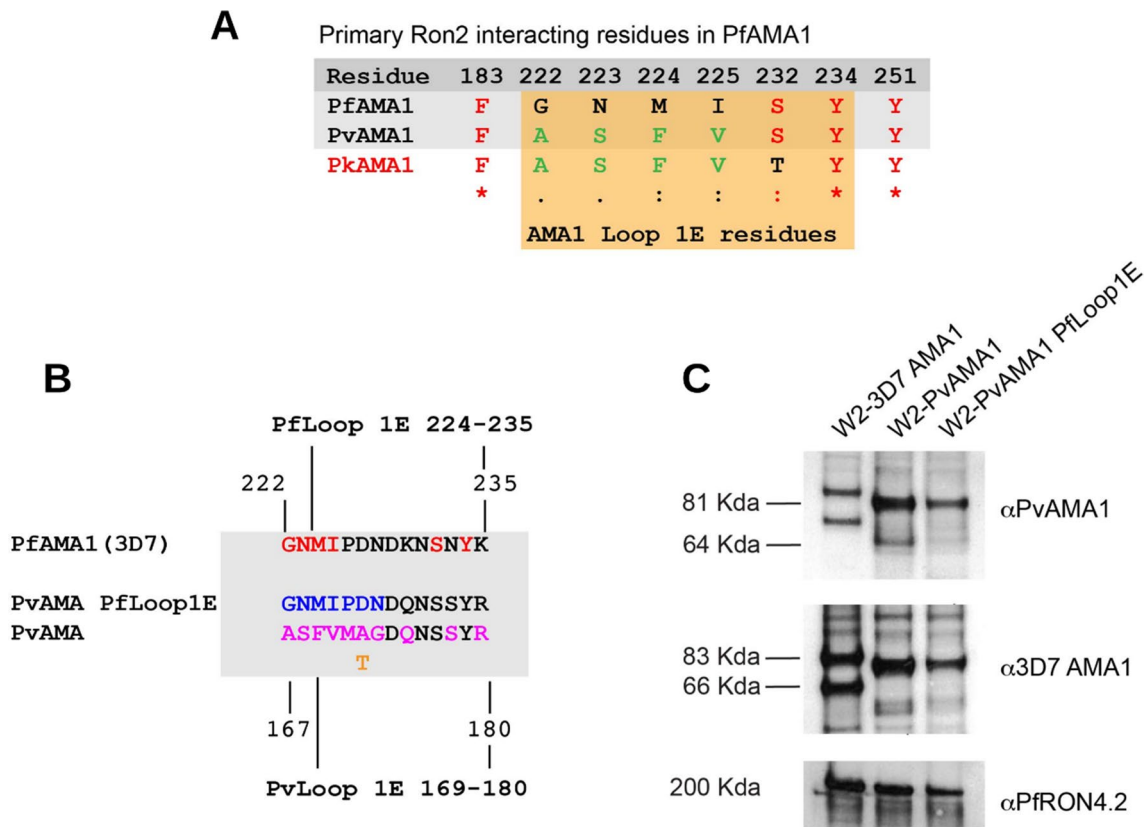 A
Primary Ron2 interacting residues in PfAMA1
Residue 183 222 223 224 225 232 234 251
PfAMA1 F G N M I S Y Y
PvAMA1 F A S F V S Y Y
PkAMA1 F A S F V T Y Y
* . . : : : * *
AMA1 Loop 1E residues
B
PfLoop 1E 224-235
222 235
PfAMA1(3D7) GNMIPDNDKNSNYK
PvAMA PfLoop1E GNMIPDNDQNSSYR
PvAMA ASFVMAGDQNSSYR
T
167 180
PvLoop 1E 169-180
C
W2-3D7 AMA1
W2-PvAMA1
W2-PvAMA1 PfLoop1E
81 Kda
64 Kda
αPvAMA1
83 Kda
66 Kda
α3D7 AMA1
200 Kda
αPfRON4.2